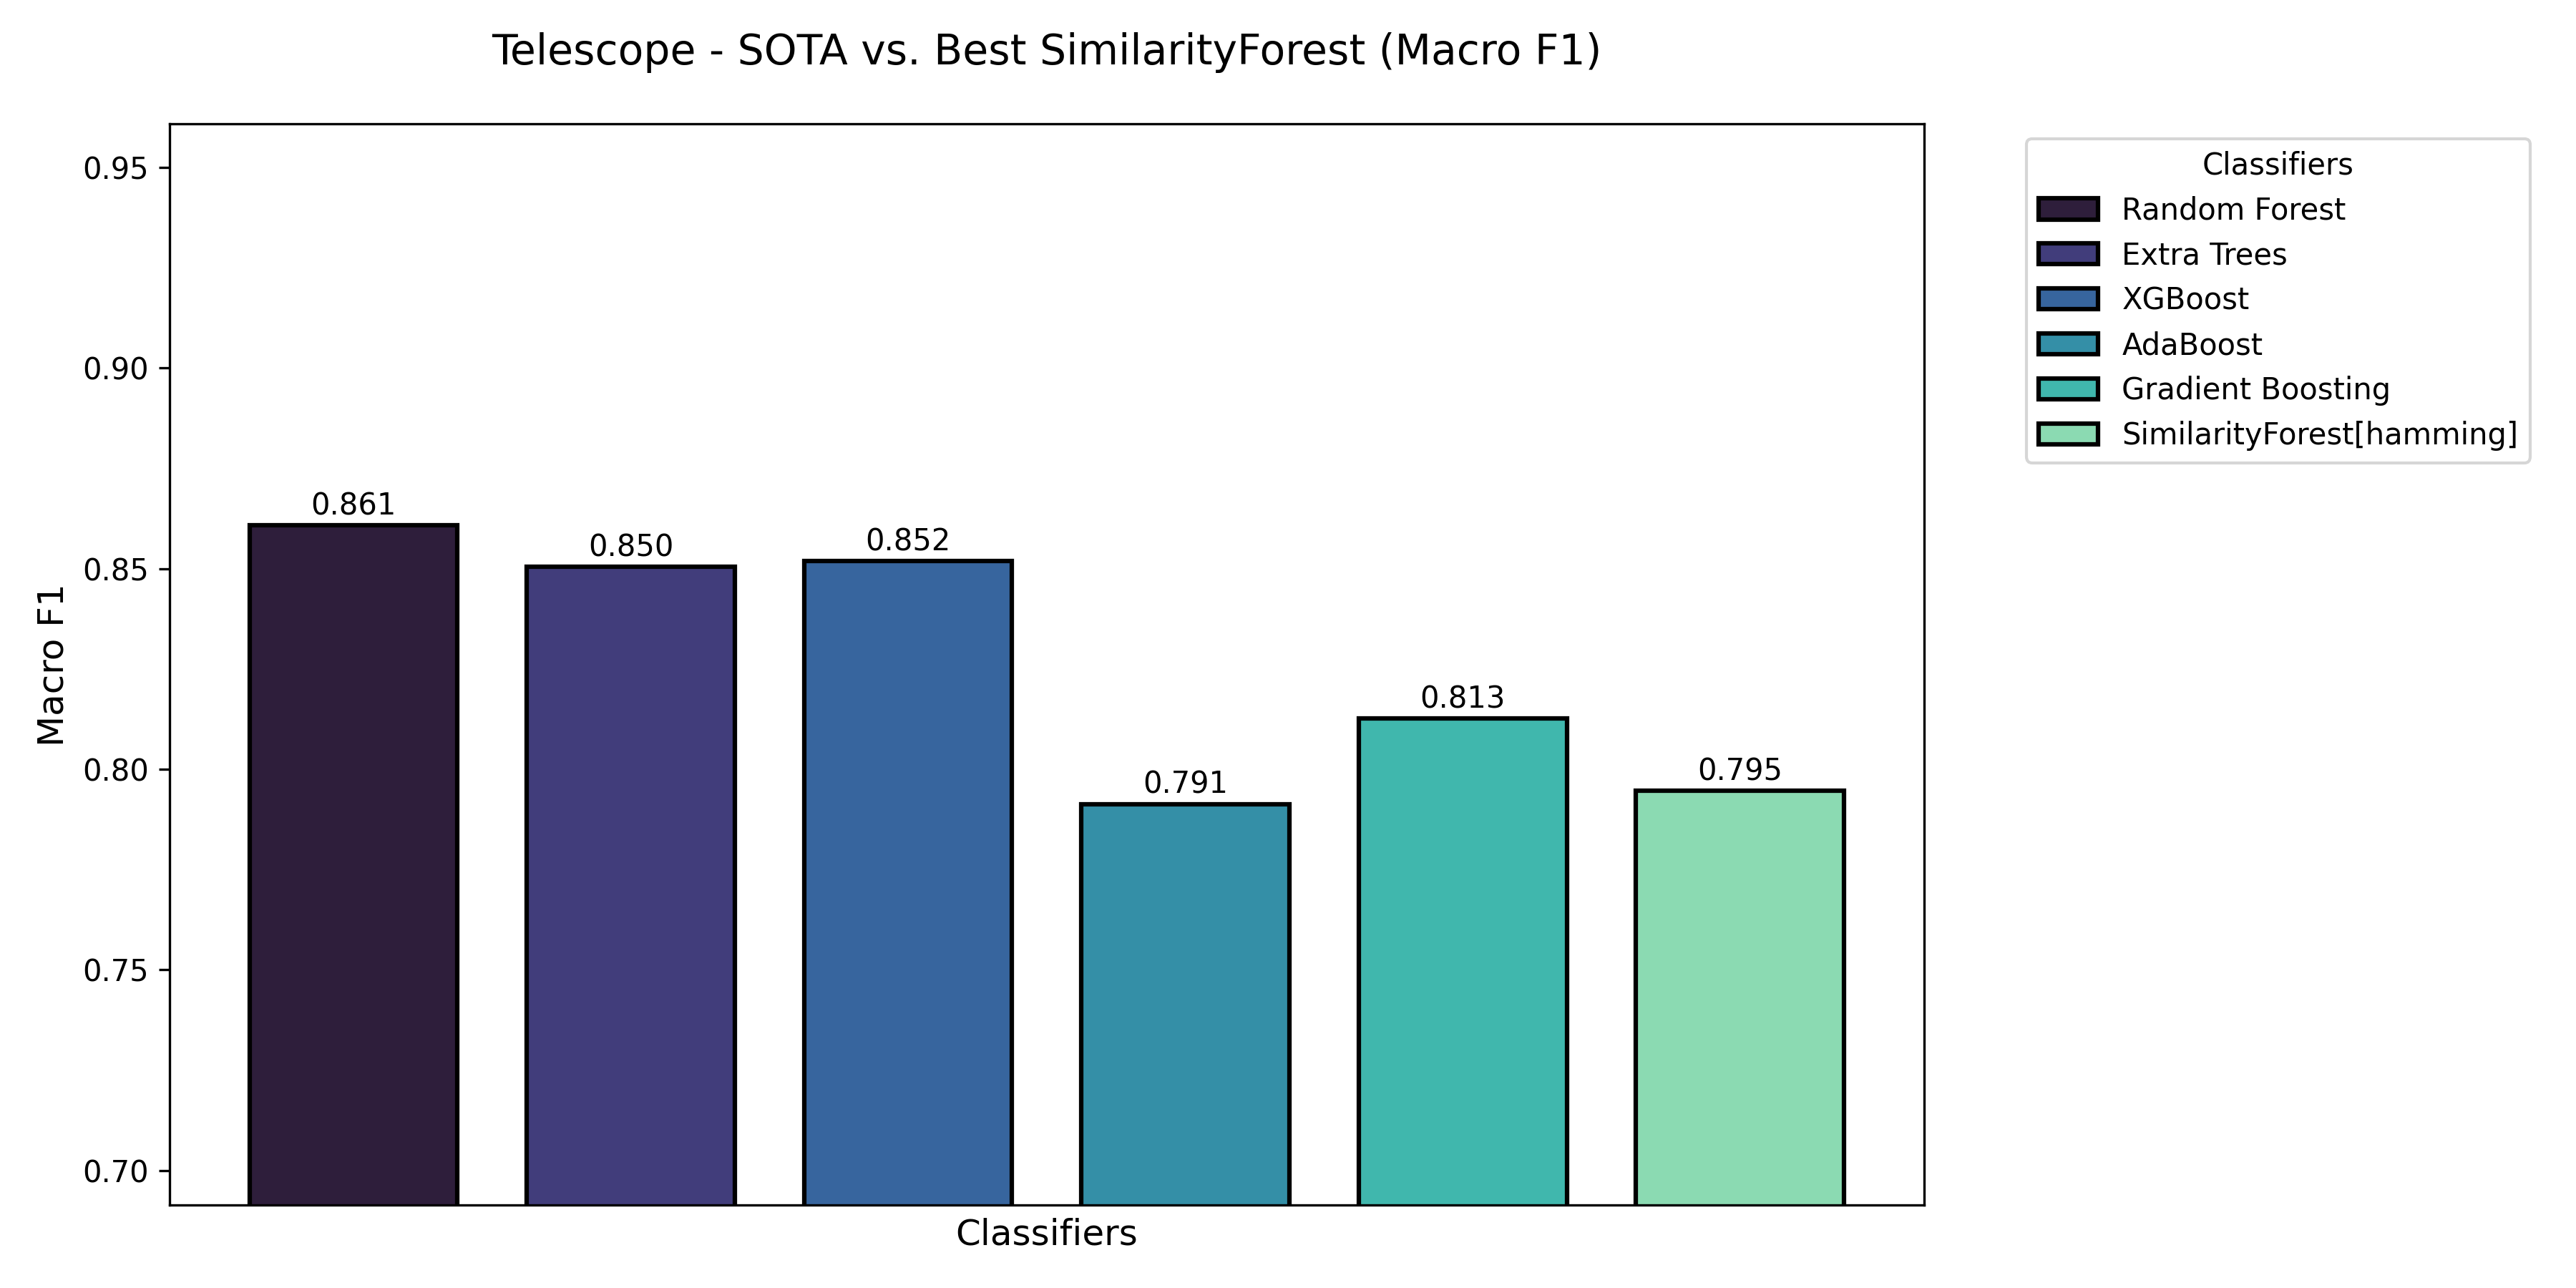 Telescope - SOTA vs. Best SimilarityForest (Macro F1)
Macro F1
0.95
0.90
0.85
0.80
0.75
0.70
0.861
0.850
0.852
0.791
0.813
0.795
Classifiers
Classifiers
Random Forest
Extra Trees
XGBoost
AdaBoost
Gradient Boosting
SimilarityForest[hamming]